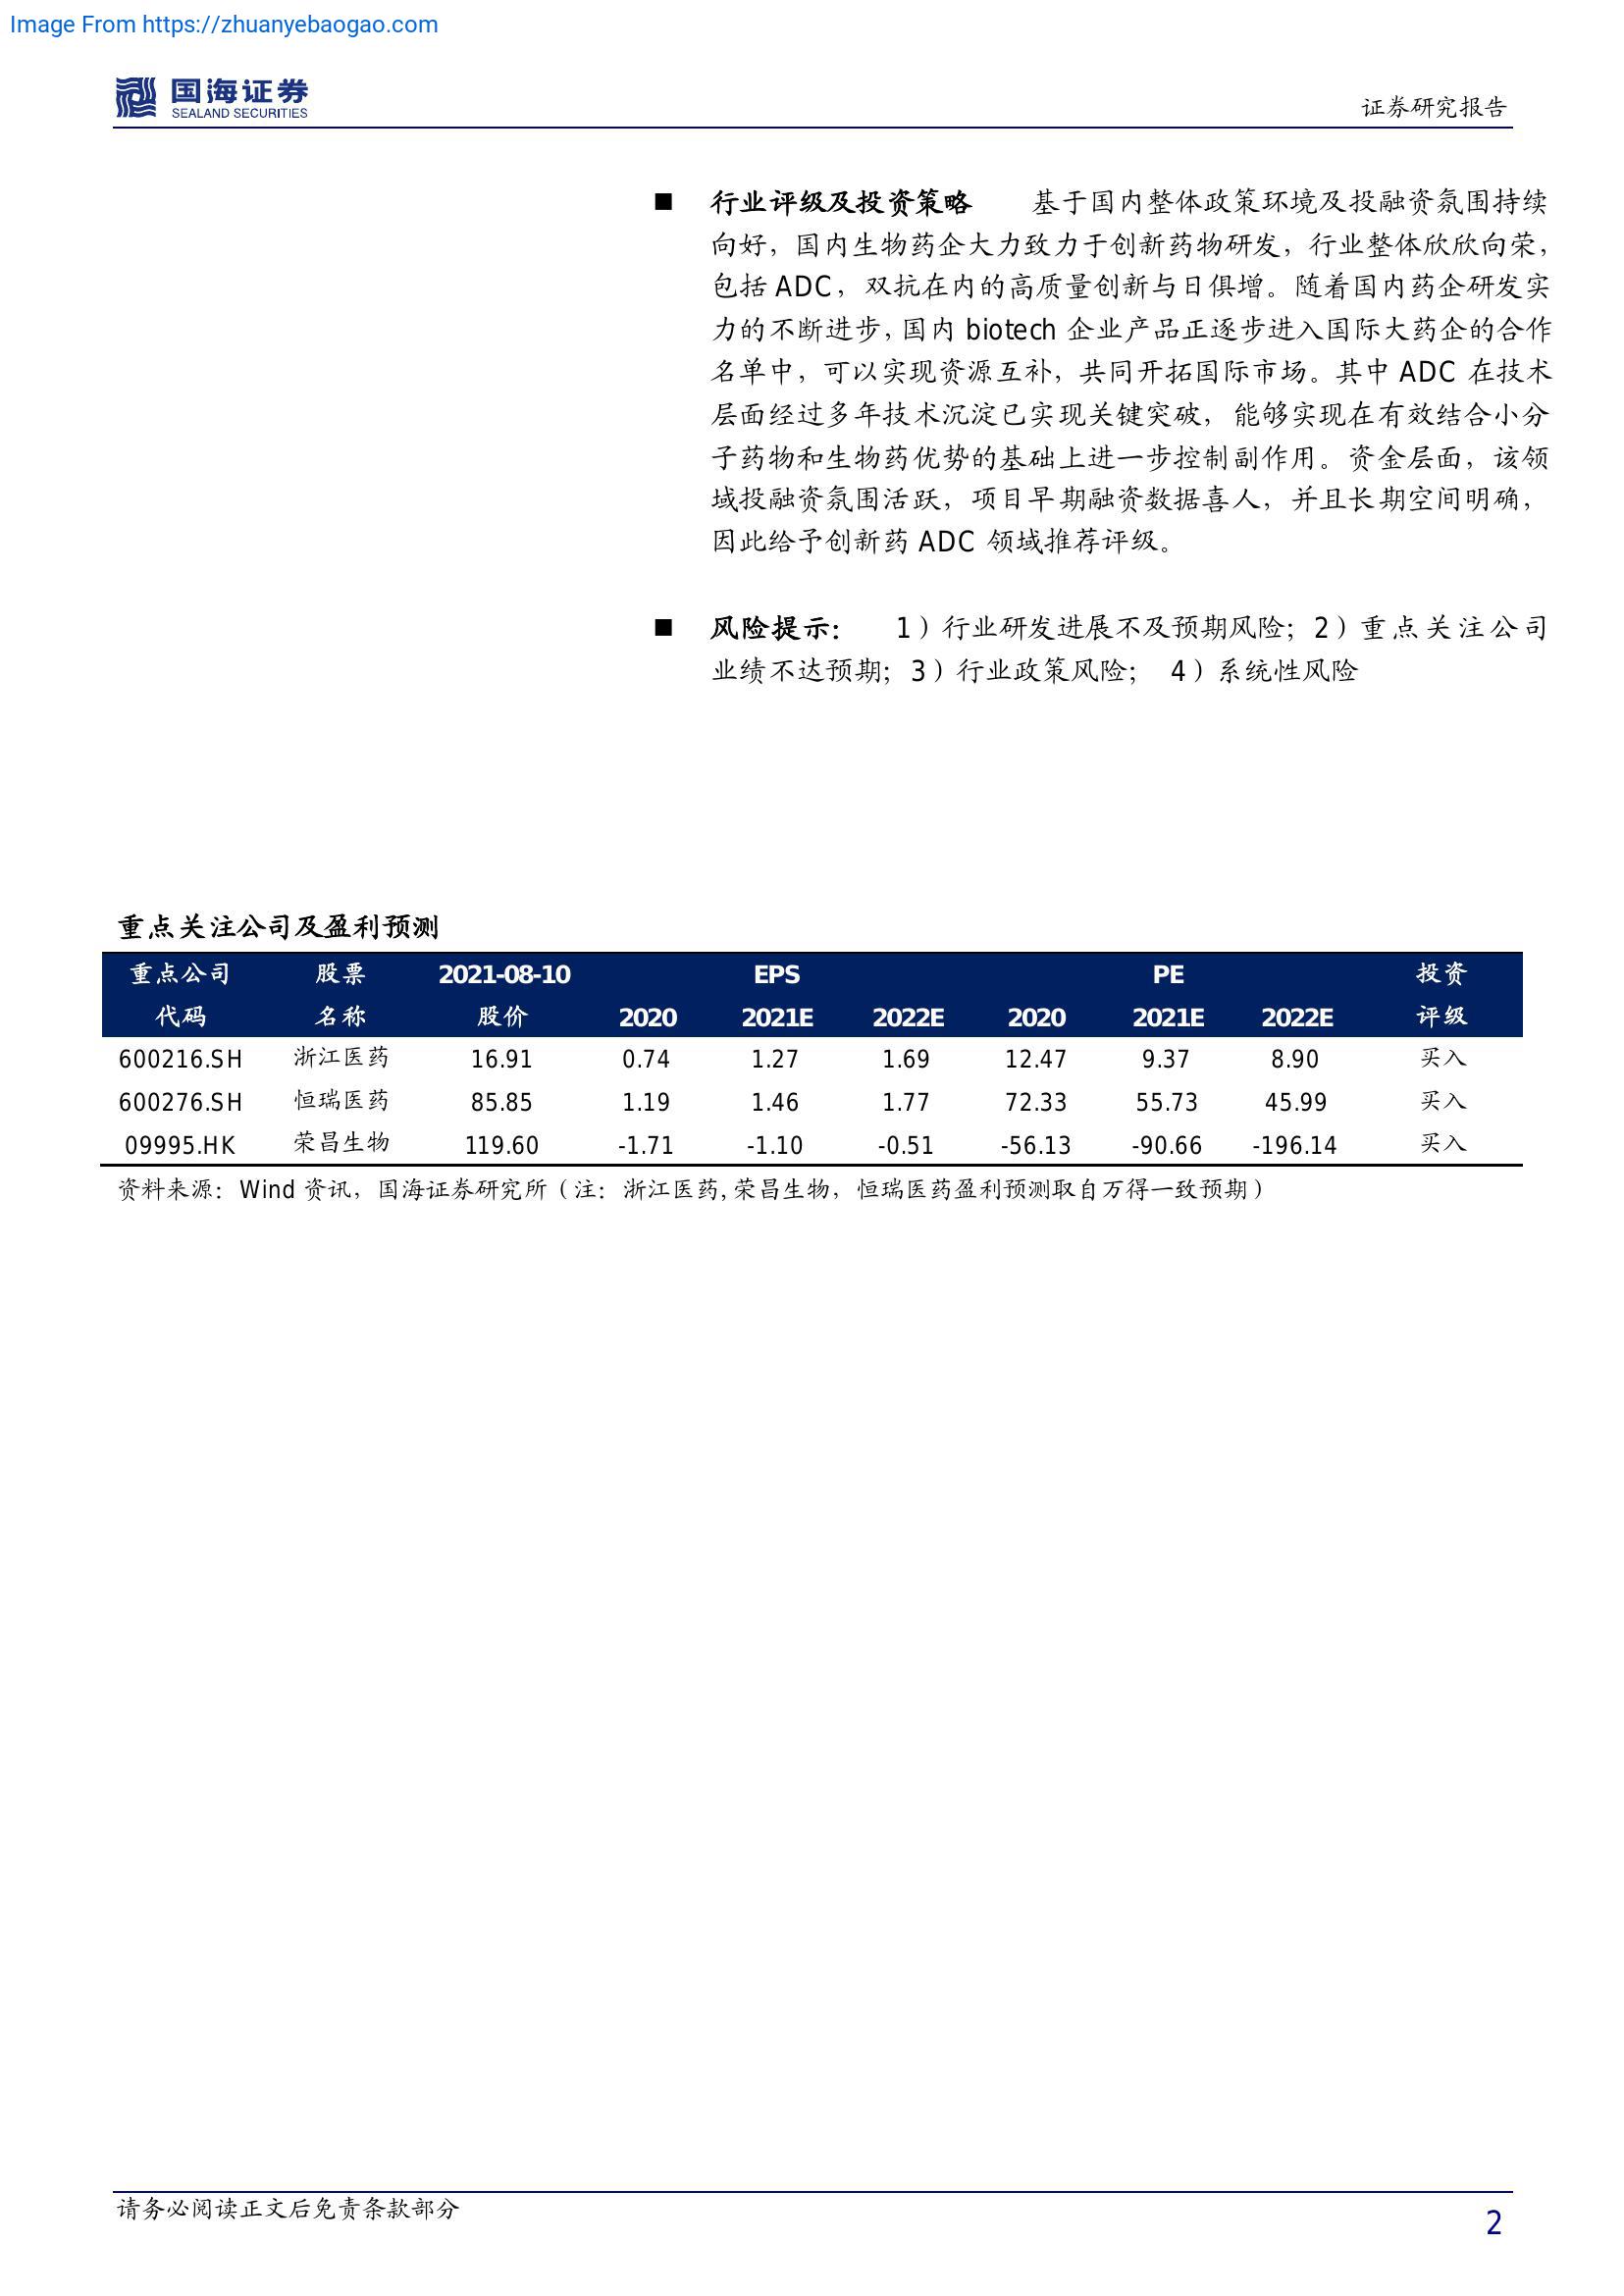 Image From https://zhuanyebaogao.com
国海证券
SEALAND SECURITIES
证券研究报告
■ 行业评级及投资策略 基于国内整体政策环境及投融资氛围持续
向好，国内生物药企大力致力于创新药物研发，行业整体欣欣向荣，
包括 ADC，双抗在内的高质量创新与日俱增。随着国内药企研发实
力的不断进步，国内 biotech 企业产品正逐步进入国际大药企的合作
名单中，可以实现资源互补，共同开拓国际市场。其中 ADC 在技术
层面经过多年技术沉淀已实现关键突破，能够实现在有效结合小分
子药物和生物药优势的基础上进一步控制副作用。资金层面，该领
域投融资氛围活跃，项目早期融资数据喜人，并且长期空间明确，
因此给予创新药 ADC 领域推荐评级。
■ 风险提示： 1）行业研发进展不及预期风险；2）重点关注公司
业绩不达预期；3）行业政策风险； 4）系统性风险
重点关注公司及盈利预测
重点公司 股票 2021-08-10 EPS PE 投资
代码 名称 股价 2020 2021E 2022E 2020 2021E 2022E 评级
600216.SH 浙江医药 16.91 0.74 1.27 1.69 12.47 9.37 8.90 买入
600276.SH 恒瑞医药 85.85 1.19 1.46 1.77 72.33 55.73 45.99 买入
09995.HK 荣昌生物 119.60 -1.71 -1.10 -0.51 -56.13 -90.66 -196.14 买入
资料来源：Wind 资讯，国海证券研究所（注：浙江医药,荣昌生物，恒瑞医药盈利预测取自万得一致预期）
请务必阅读正文后免责条款部分
2